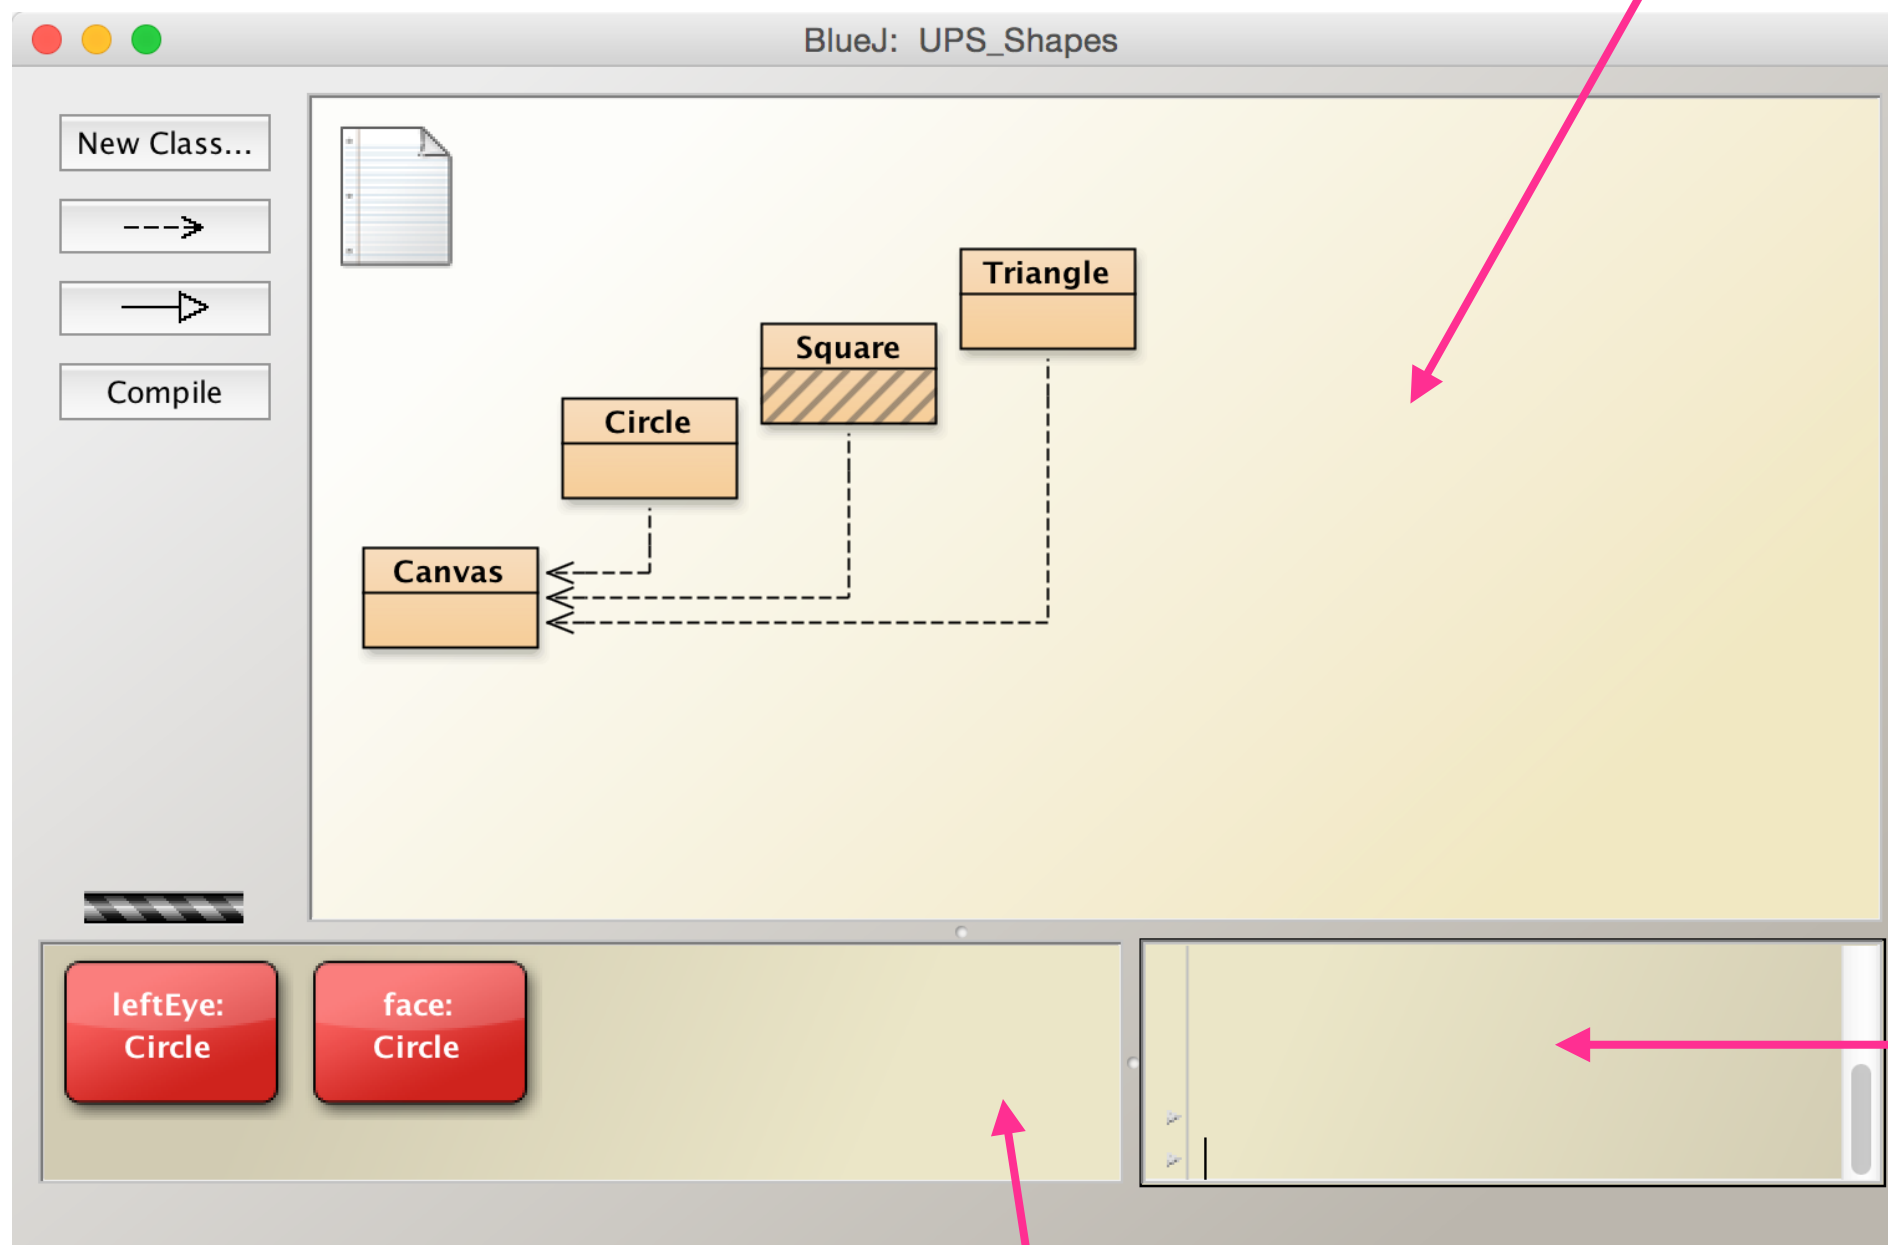 BlueJ:  UPS_Shapes
New Class...
Compile
Triangle
Square
Circle
Canvas
leftEye:
Circle
face:
Circle